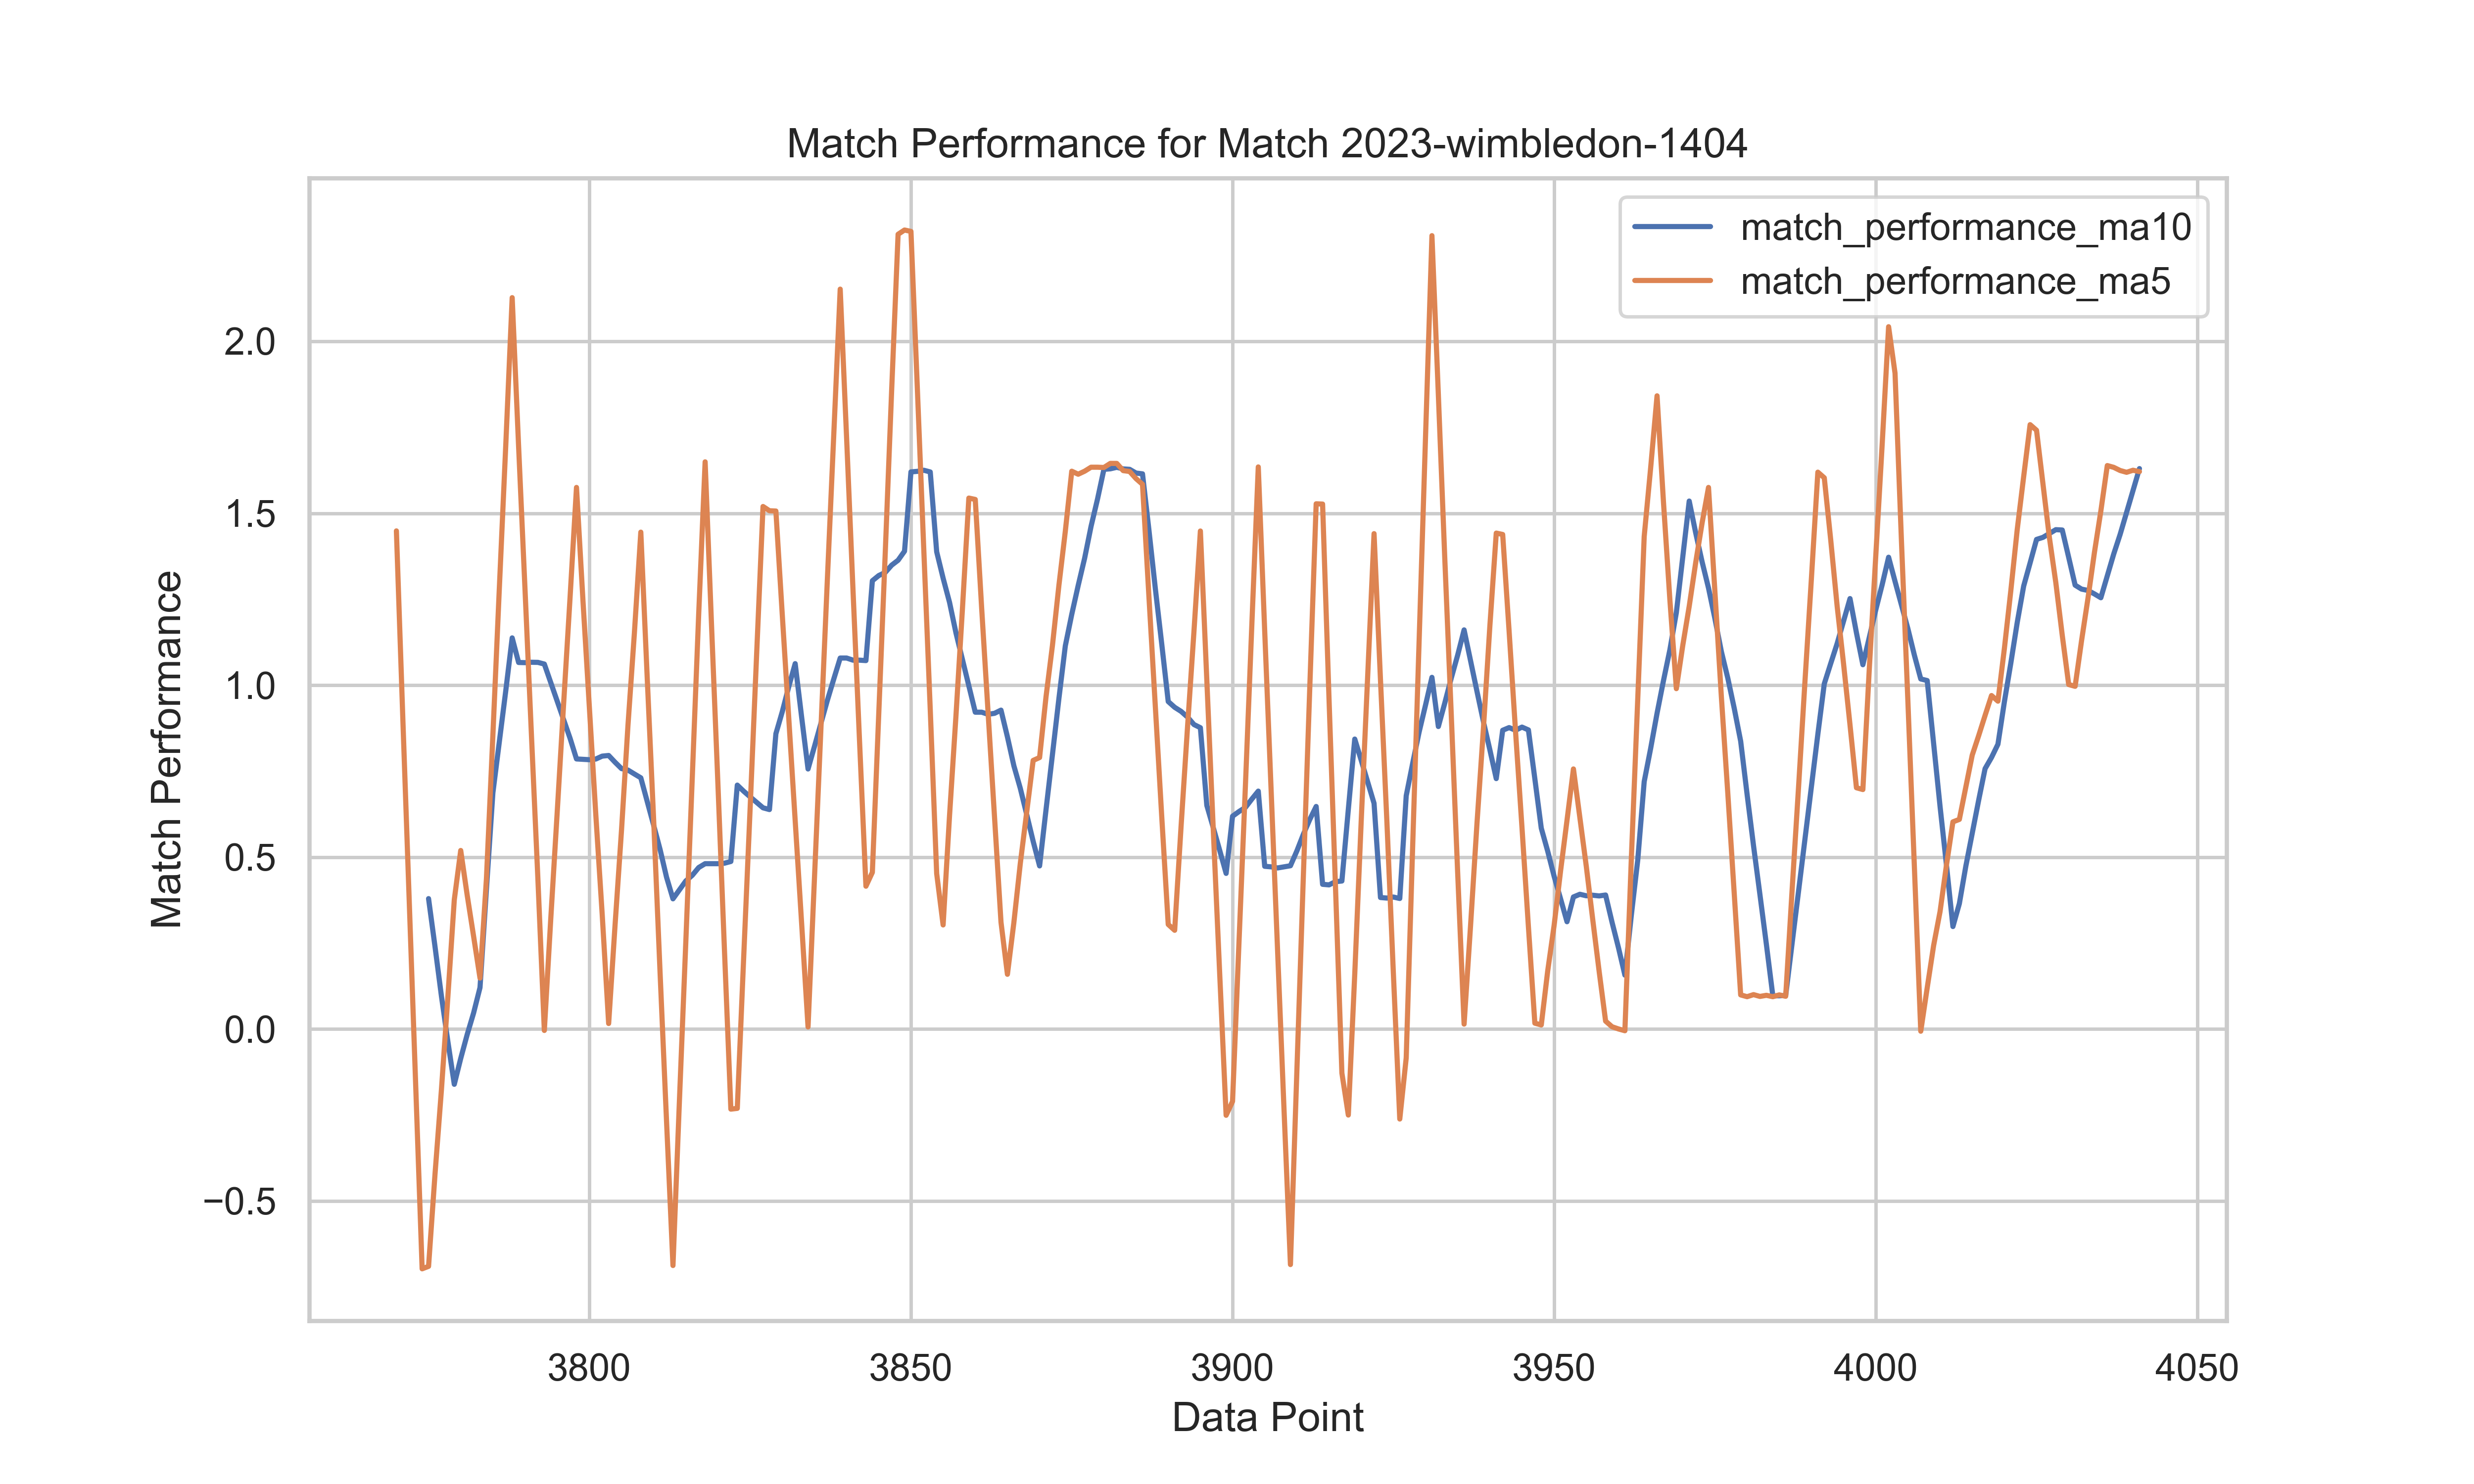 Match Performance for Match 2023-wimbledon-1404
match_performance_ma10
match_performance_ma5
Match Performance
2.0
1.5
1.0
0.5
0.0
−0.5
3800 3850 3900 3950 4000 4050
Data Point